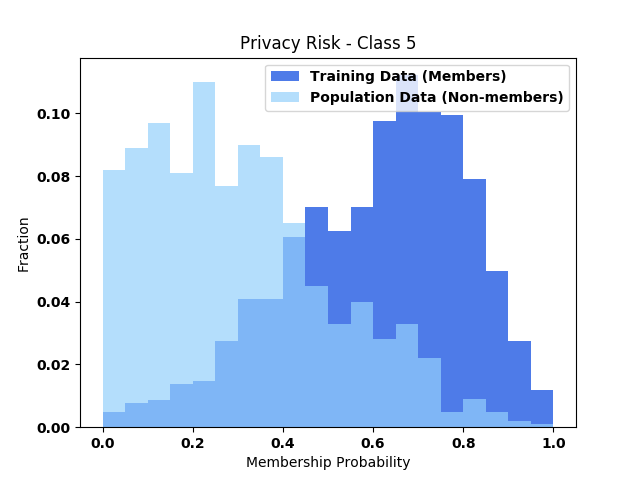 Privacy Risk - Class 5
Training Data (Members)
Population Data (Non-members)
0.10
0.08
0.06
0.04
0.02
0.00
Fraction
0.0 0.2 0.4 0.6 0.8 1.0
Membership Probability